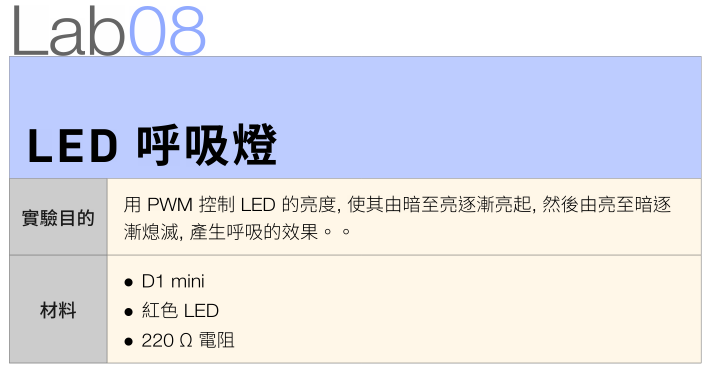 Lab08
LED 呼吸燈
實驗目的
用 PWM 控制 LED 的亮度, 使其由暗至亮逐漸亮起, 然後由亮至暗逐
漸熄滅, 產生呼吸的效果。。
材料
● D1 mini
● 紅色 LED
● 220 Ω 電阻